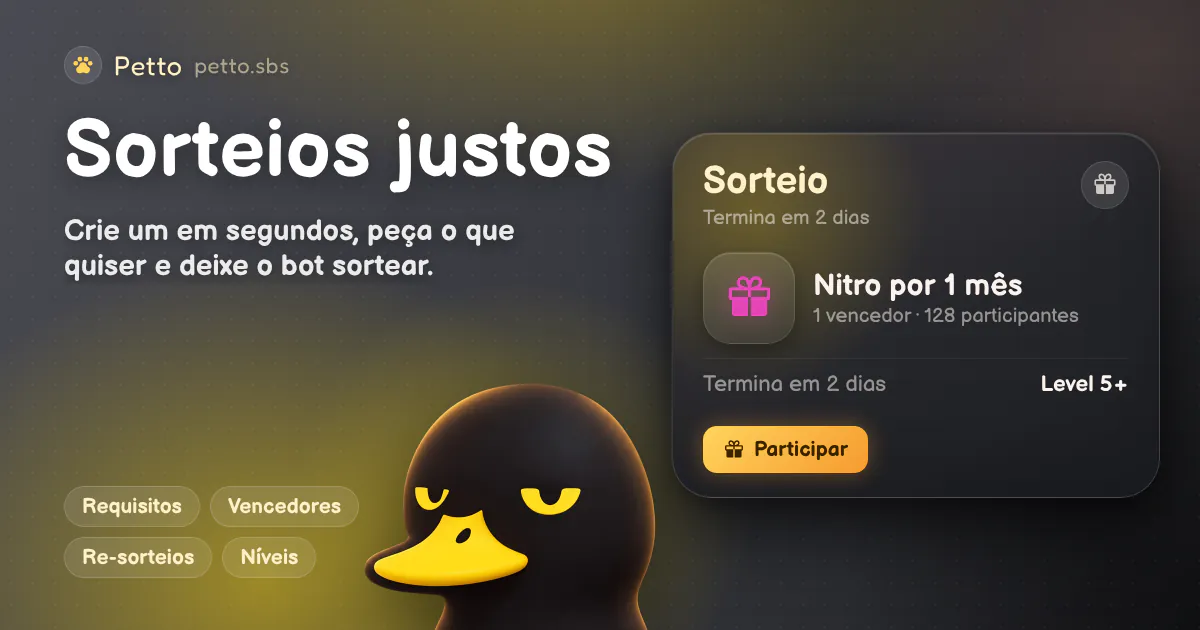 Petto petto.sbs
Sorteios justos
Crie um em segundos, peça o que
quiser e deixe o bot sortear.
Requisitos
Vencedores
Re-sorteios
Níveis
Sorteio
Termina em 2 dias
Nitro por 1 mês
1 vencedor · 128 participantes
Termina em 2 dias
Level 5+
Participar